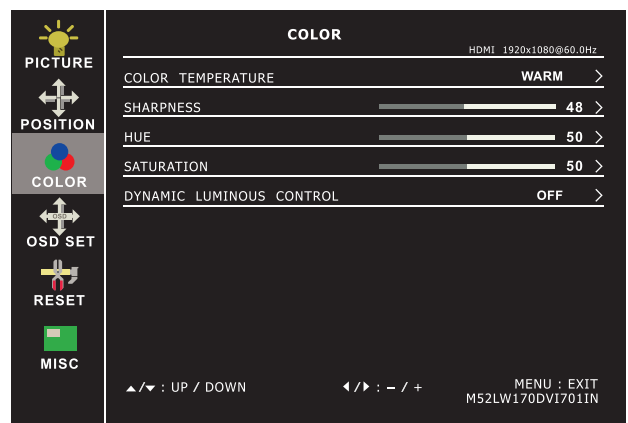 PICTURE
POSITION
COLOR
OSD
OSD SET
RESET
MISC
COLOR
HDMI 1920x1080@60.0Hz
COLOR TEMPERATURE WARM >
SHARPNESS 48 >
HUE 50 >
SATURATION 50 >
DYNAMIC LUMINOUS CONTROL OFF >
▲/▼ : UP / DOWN ◀/▶ : – / + MENU : EXIT
M52LW170DVI701IN